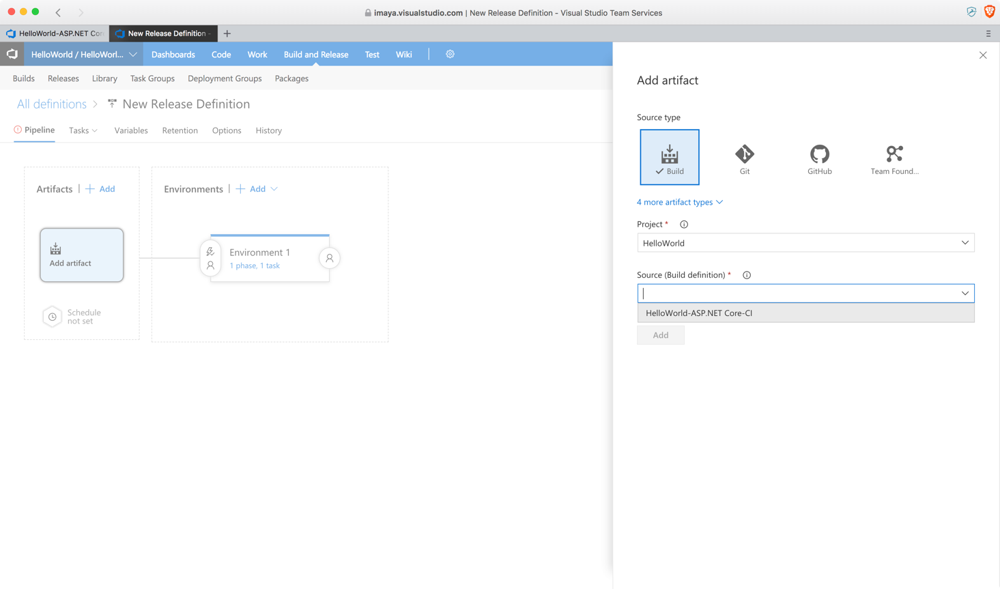 imaya.visualstudio.com | New Release Definition - Visual Studio Team Services
HelloWorld-ASP.NET Cor
New Release Definition -
HelloWorld / HelloWorl...
Dashboards
Code
Work
Build and Release
Test
Wiki
Builds
Releases
Library
Task Groups
Deployment Groups
Packages
All definitions > New Release Definition
Pipeline
Tasks
Variables
Retention
Options
History
Artifacts | + Add
Environments | + Add
Add artifact
Schedule
not set
Environment 1
1 phase, 1 task
Add artifact
Source type
Build
Git
GitHub
Team Found...
4 more artifact types
Project *
HelloWorld
Source (Build definition) *
HelloWorld-ASP.NET Core-CI
Add